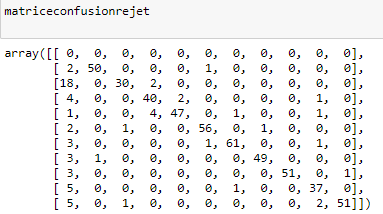 matriceconfusionrejet
array([[ 0, 0, 0, 0, 0, 0, 0, 0, 0, 0, 0],
[ 2, 50, 0, 0, 0, 1, 0, 0, 0, 0, 0],
[18, 0, 30, 2, 0, 0, 0, 0, 0, 0, 0],
[ 4, 0, 0, 40, 2, 0, 0, 0, 0, 1, 0],
[ 1, 0, 0, 4, 47, 0, 1, 0, 0, 1, 0],
[ 2, 0, 1, 0, 0, 56, 0, 1, 0, 0, 0],
[ 3, 0, 0, 0, 0, 1, 61, 0, 0, 1, 0],
[ 3, 1, 0, 0, 0, 0, 0, 49, 0, 0, 0],
[ 3, 0, 0, 0, 0, 0, 0, 0, 51, 0, 1],
[ 5, 0, 0, 0, 0, 0, 1, 0, 0, 37, 0],
[ 5, 0, 1, 0, 0, 0, 0, 0, 0, 2, 51]])